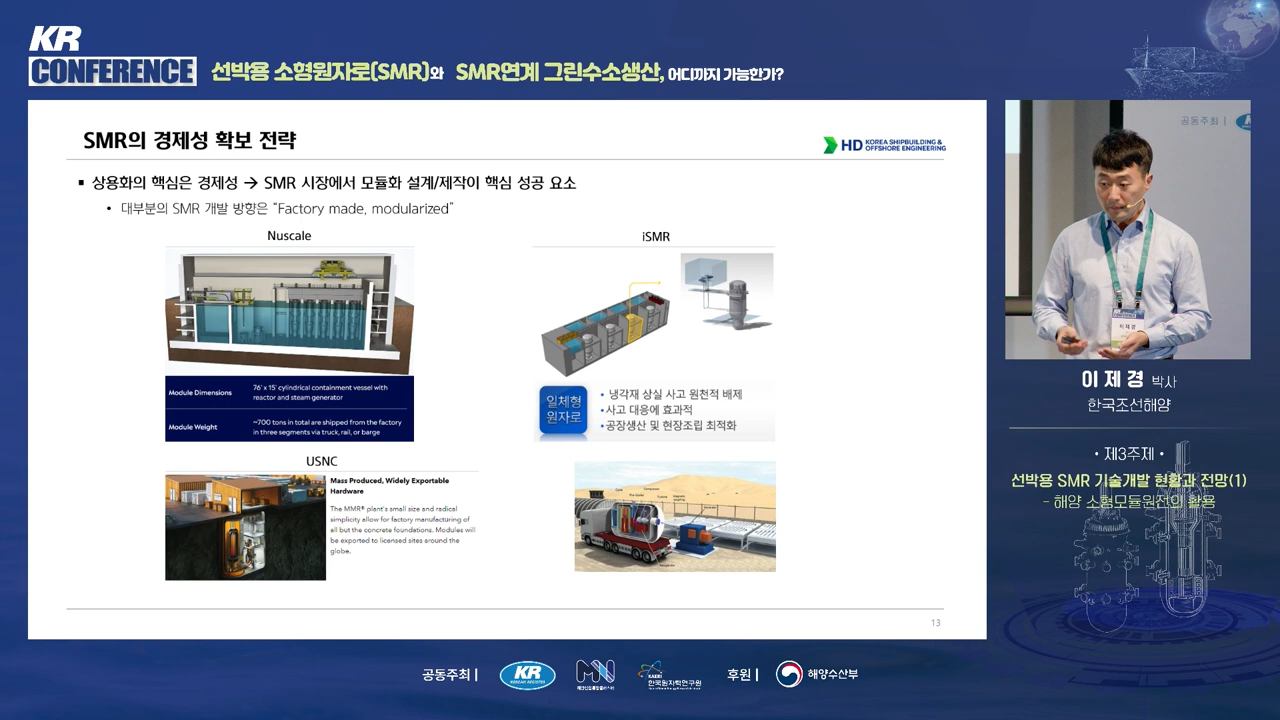 KR
CONFERENCE
선박용 소형원자로(SMR)와 SMR연계 그린수소생산, 어디까지 가능한가?
SMR의 경제성 확보 전략
HD KOREA SHIPBUILDING &
OFFSHORE ENGINEERING
▪ 상용화의 핵심은 경제성 → SMR 시장에서 모듈화 설계/제작이 핵심 성공 요소
• 대부분의 SMR 개발 방향은 “Factory made, modularized”
Nuscale
Module Dimensions
76' x 15' cylindrical containment vessel with
reactor and steam generator
Module Weight
~700 tons in total are shipped from the factory
in three segments via truck, rail, or barge
iSMR
일체형
원자로
• 냉각재 상실 사고 원천적 배제
• 사고 대응에 효과적
• 공장생산 및 현장조립 최적화
USNC
Mass Produced, Widely Exportable
Hardware
The MMR® plant's small size and radical
simplicity allow for factory manufacturing of
all but the concrete foundations. Modules will
be exported to licensed sites around the
globe.
13
공동주최 |
이제경
이제경 박사
한국조선해양
• 제3주제 •
선박용 SMR 기술개발 현황과 전망(1)
- 해양 소형모듈원전의 활용
공동주최 |
KR
KOREAN REGISTER
KAERI
한국원자력연구원
후원 |
해양수산부